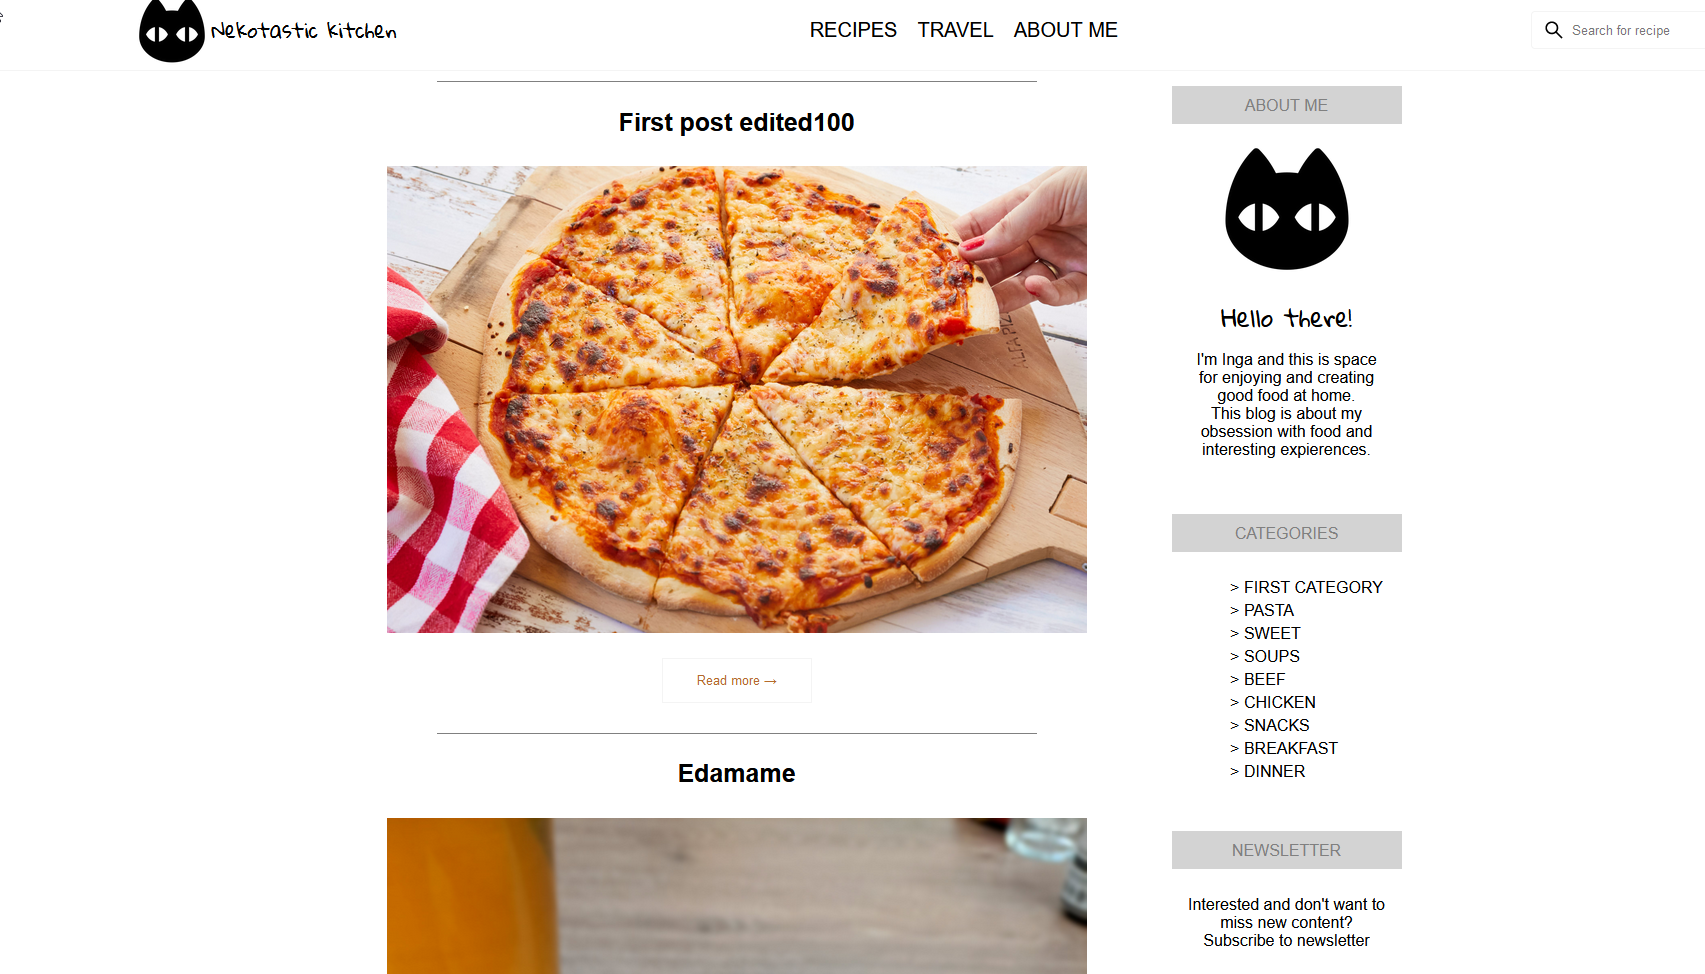 Nekotastic kitchen
RECIPES TRAVEL ABOUT ME
Search for recipe
First post edited100
Read more →
Edamame
ABOUT ME
Hello there!
I'm Inga and this is space
for enjoying and creating
good food at home.
This blog is about my
obsession with food and
interesting expierences.
CATEGORIES
> FIRST CATEGORY
> PASTA
> SWEET
> SOUPS
> BEEF
> CHICKEN
> SNACKS
> BREAKFAST
> DINNER
NEWSLETTER
Interested and don't want to
miss new content?
Subscribe to newsletter